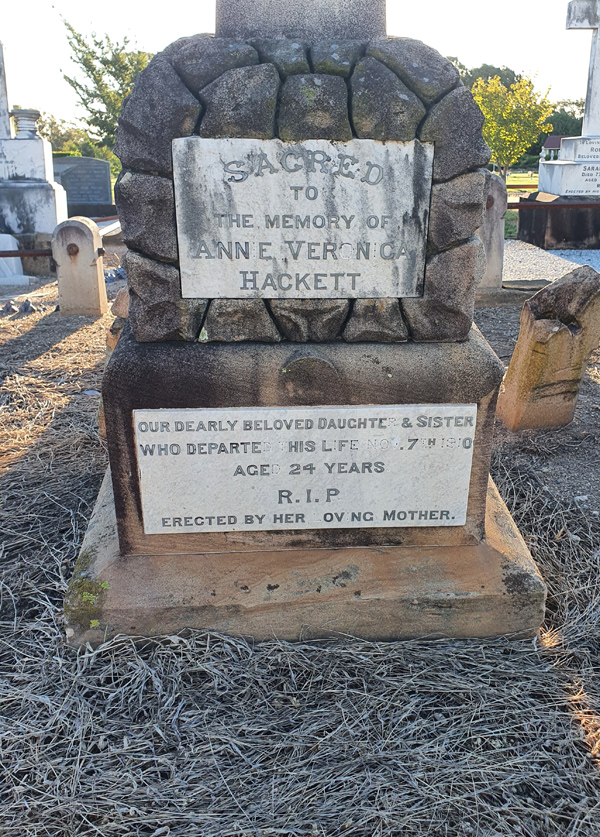 SACRED
TO
THE MEMORY OF
ANNIE VERONICA
HACKETT
OUR DEARLY BELOVED DAUGHTER & SISTER
WHO DEPARTED THIS LIFE NOV. 7TH 1910
AGED 24 YEARS
R.I.P
ERECTED BY HER LOVING MOTHER.